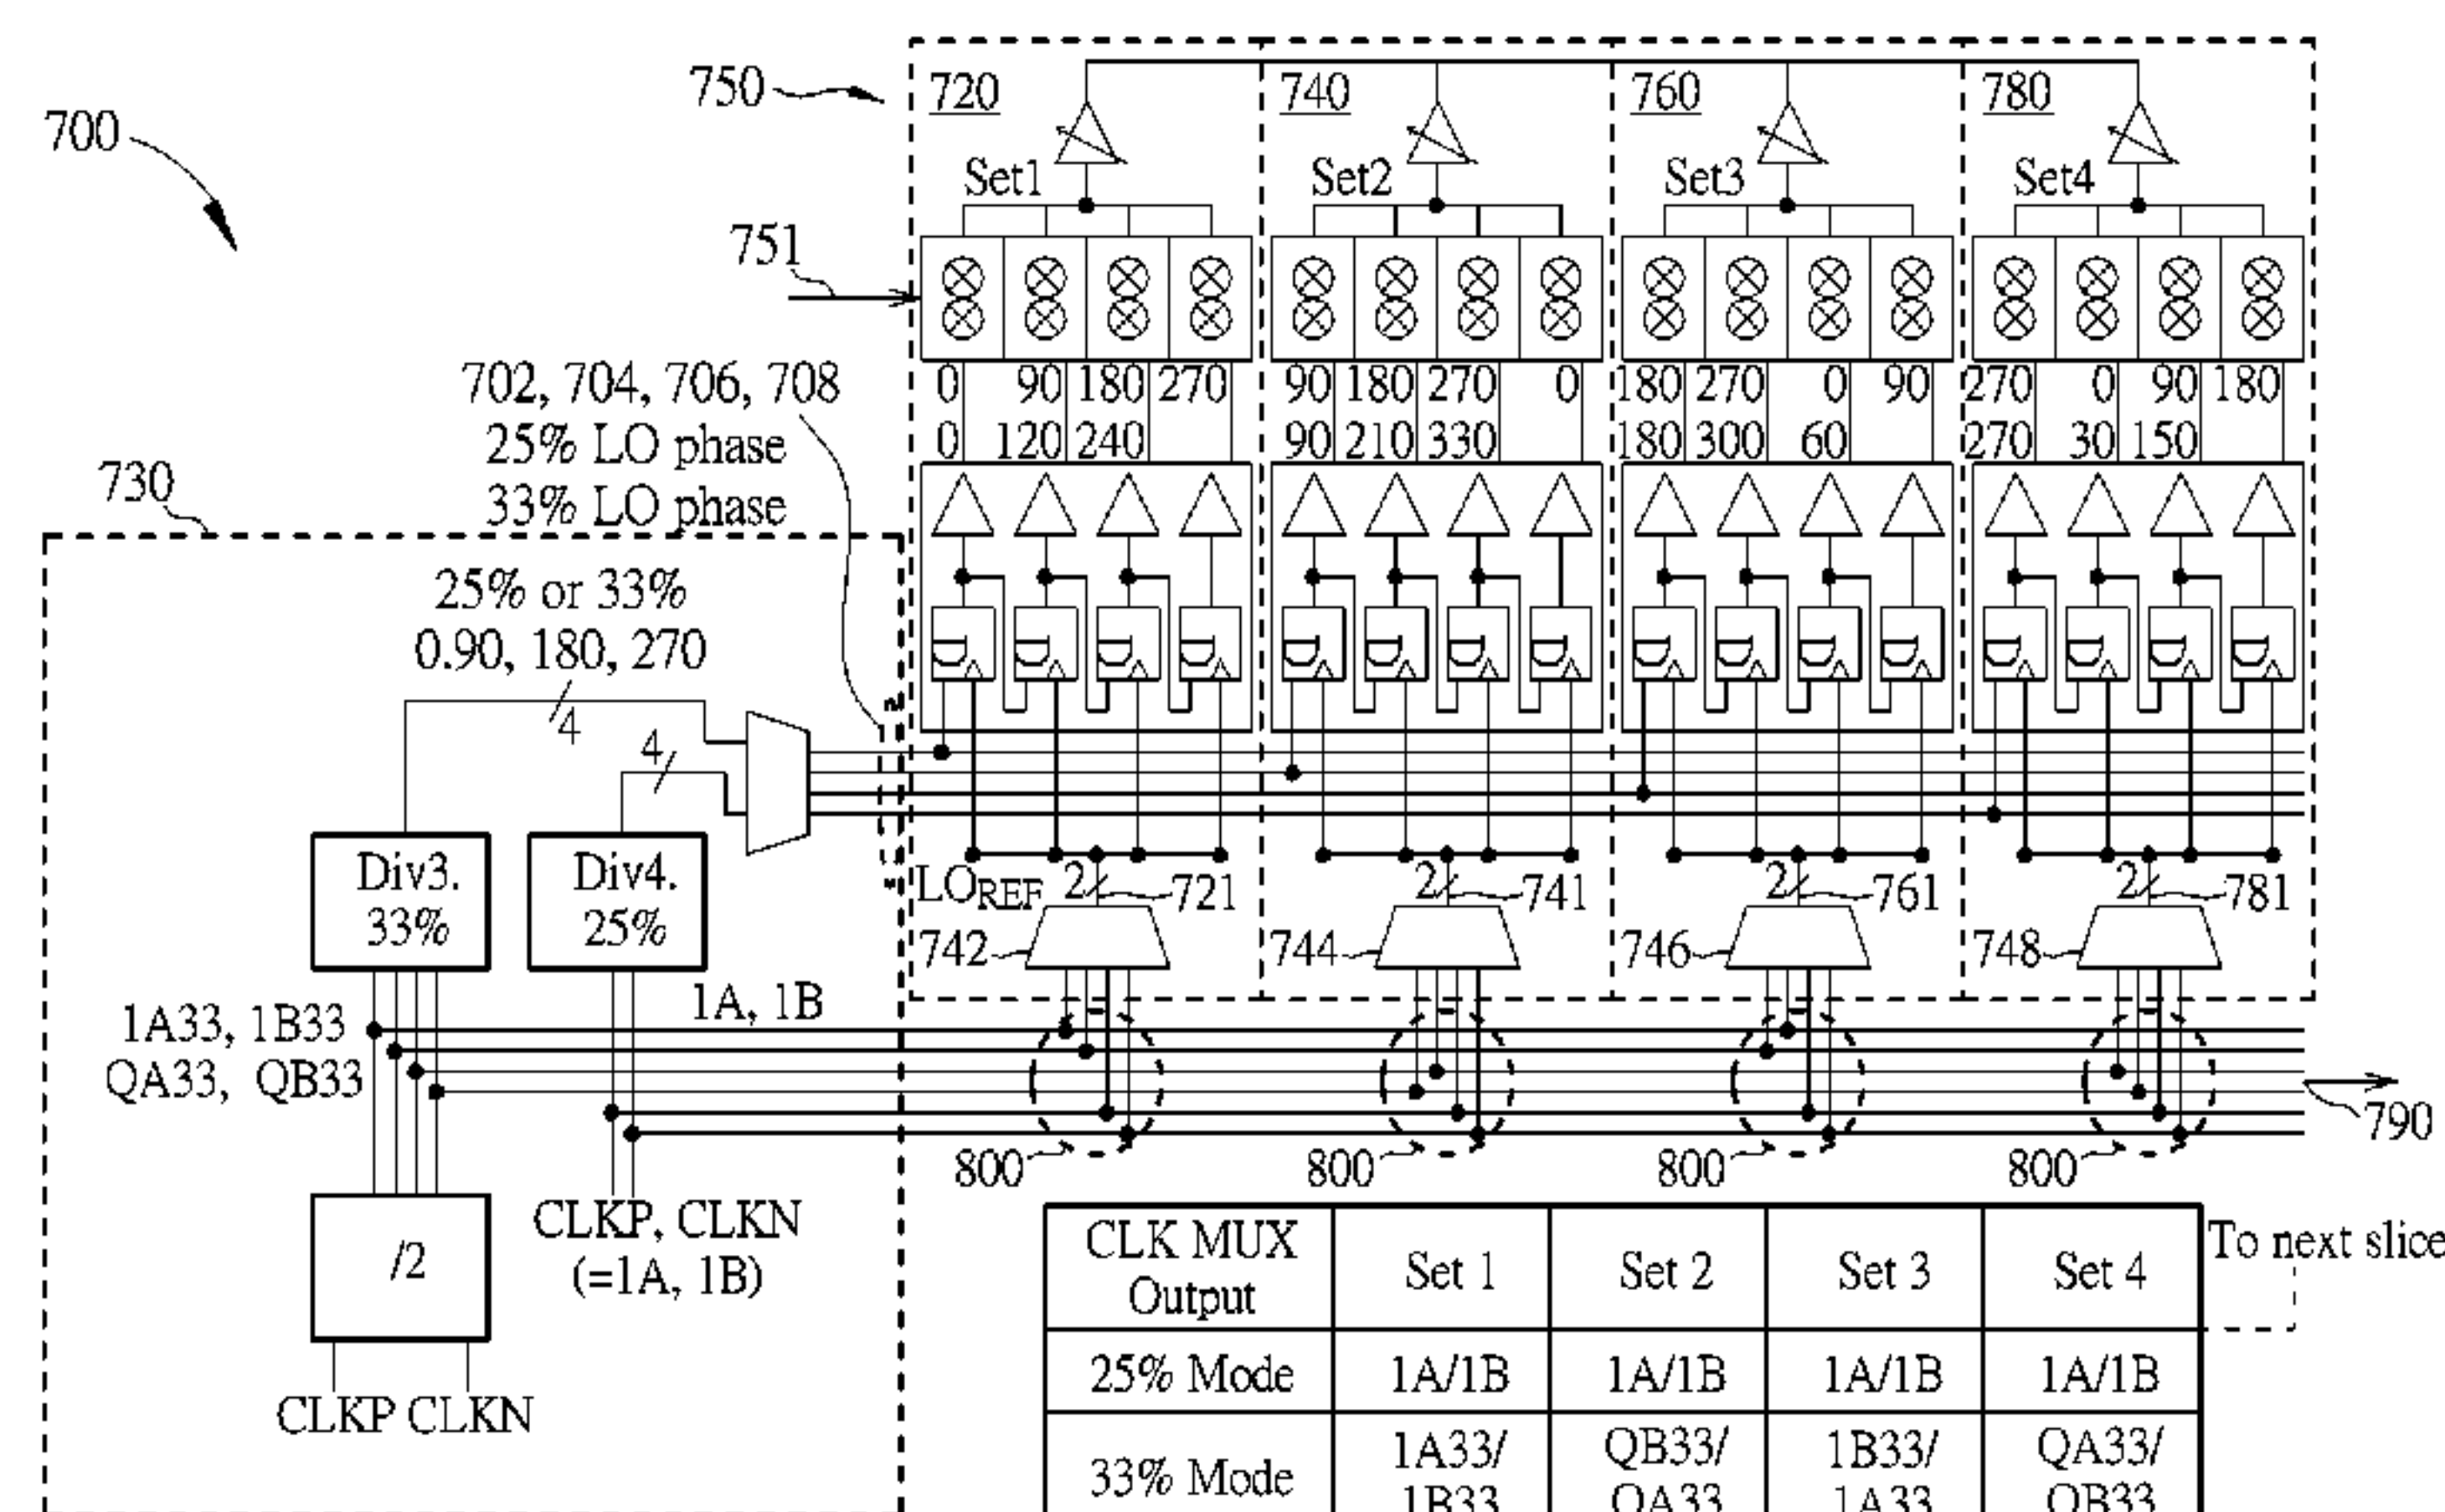 700
750
751
720
740
760
780
Set1
Set2
Set3
Set4
702, 704, 706, 708
25% LO phase
33% LO phase
0 90 180 270
90 180 270 0
180 270 0 90
270 0 90 180
0 120 240
90 210 330
180 300 60
270 30 150
730
25% or 33%
0.90, 180, 270
4
4
D D D D
D D D D
D D D D
D D D D
Div3.
33%
Div4.
25%
LOREF
2
721
2
741
2
761
2
781
742
744
746
748
1A33, 1B33
QA33, QB33
1A, 1B
790
800
800
800
800
/2
CLKP, CLKN
(=1A, 1B)
CLKP CLKN
To next slice
CLK MUX
Output
Set 1
Set 2
Set 3
Set 4
25% Mode
1A/1B
1A/1B
1A/1B
1A/1B
33% Mode
1A33/
1B33
QB33/
QA33
1B33/
1A33
QA33/
QB33